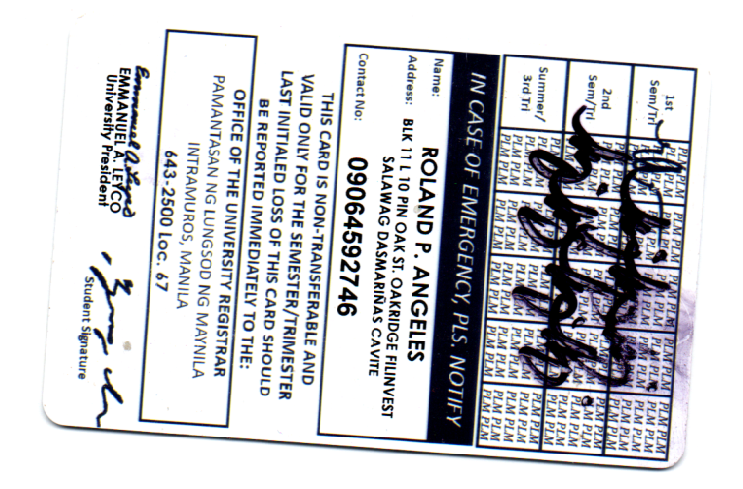 1st
Sem/Tri
2nd
Sem/Tri
Summer/
3rd Tri
PLM PLM PLM PLM PLM PLM
IN CASE OF EMERGENCY, PLS. NOTIFY
Name: ROLAND P. ANGELES
Address: BLK 11 L 10 PIN OAK ST. OAKRIDGE FILINVEST
SALAWAG DASMARIÑAS CAVITE
Contact No: 09064592746
THIS CARD IS NON-TRANSFERABLE AND
VALID ONLY FOR THE SEMESTER/TRIMESTER
LAST INITIALED LOSS OF THIS CARD SHOULD
BE REPORTED IMMEDIATELY TO THE:
OFFICE OF THE UNIVERSITY REGISTRAR
PAMANTASAN NG LUNGSOD NG MAYNILA
INTRAMUROS, MANILA
643-2500 Loc. 67
EMMANUEL A. LEYCO
University President
Student Signature